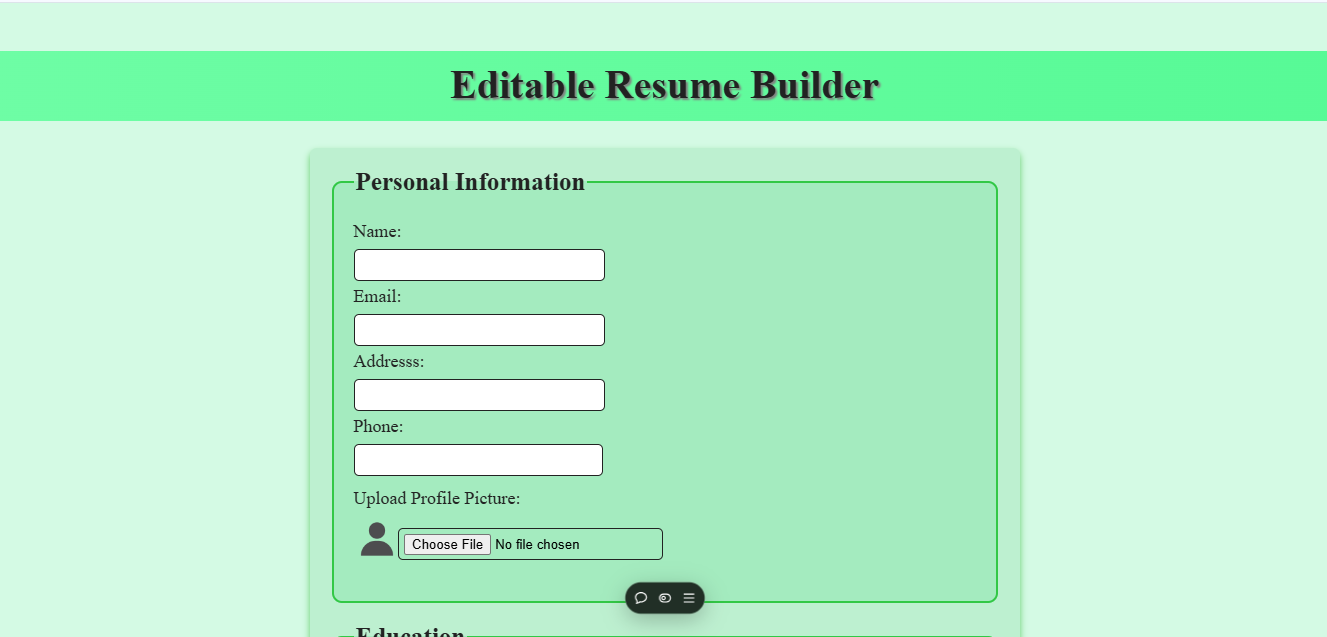 Editable Resume Builder
Personal Information
Name:
Email:
Addresss:
Phone:
Upload Profile Picture:
Choose File No file chosen
Education